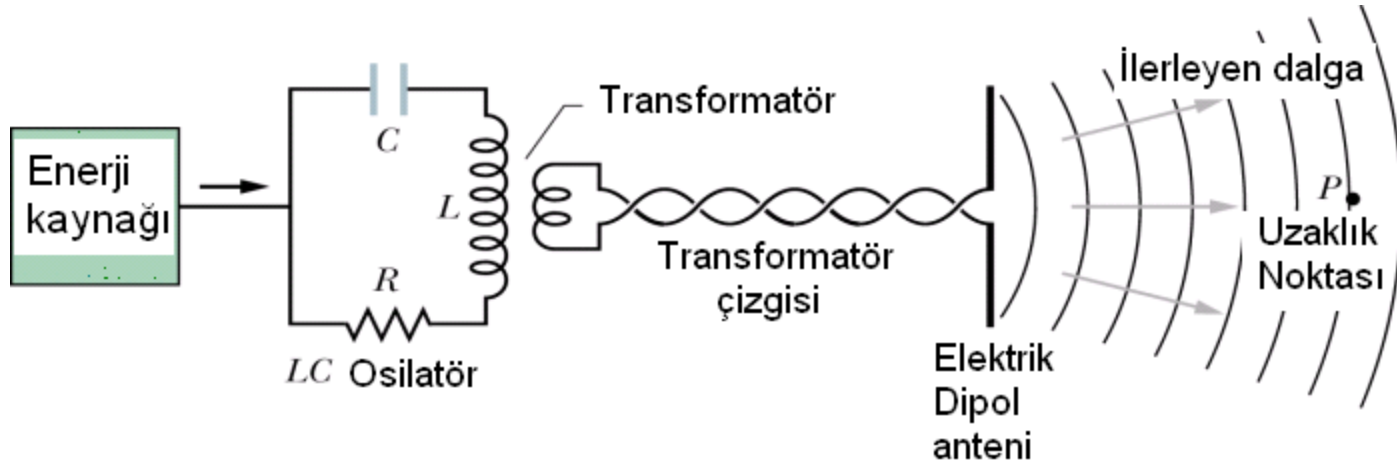 Enerji
kaynağı
C
L
R
LC Osilatör
Transformatör
Transformatör
çizgisi
Elektrik
Dipol
anteni
İlerleyen dalga
P
Uzaklık
Noktası